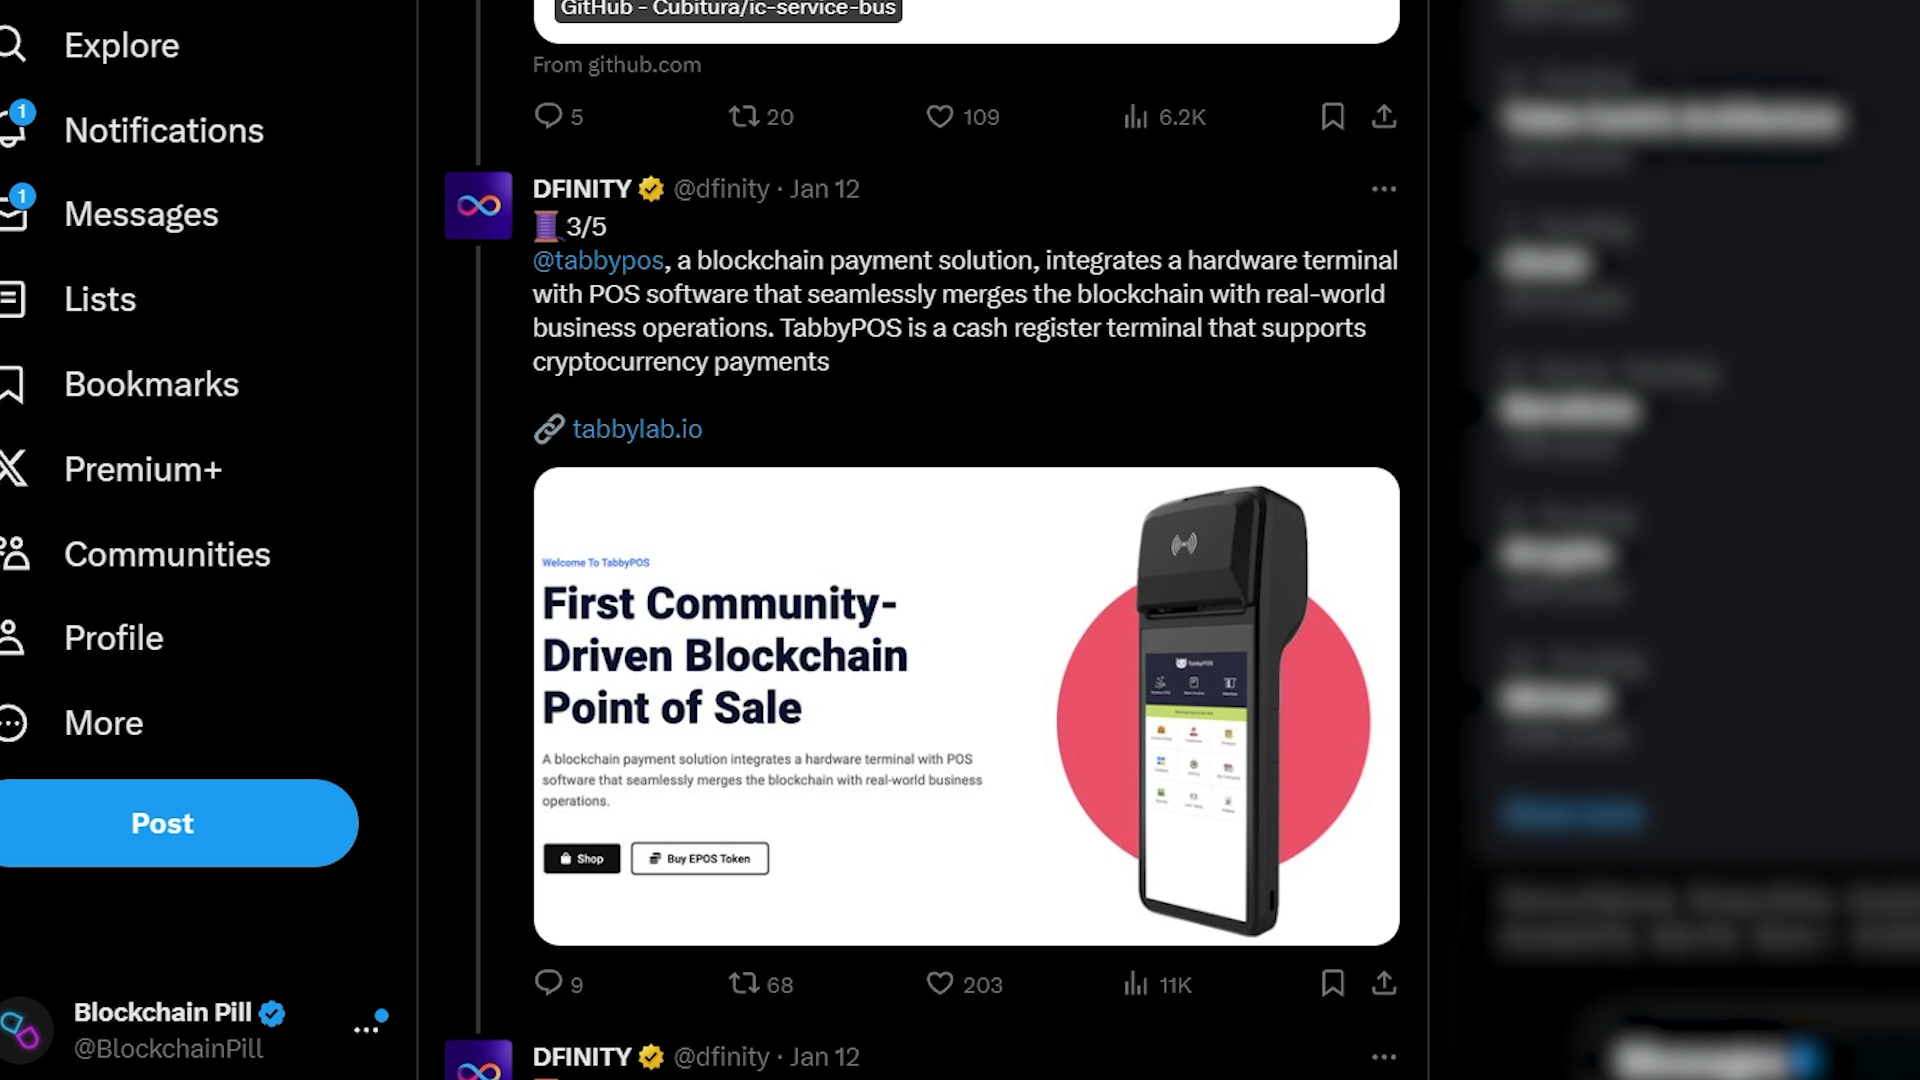 Explore
1
Notifications
1
Messages
Lists
Bookmarks
Premium+
Communities
Profile
More
Post
Blockchain Pill
@BlockchainPill
GitHub - Cubitura/ic-service-bus
From github.com
5 20 109 6.2K
DFINITY @dfinity · Jan 12
3/5
@tabbypos, a blockchain payment solution, integrates a hardware terminal
with POS software that seamlessly merges the blockchain with real-world
business operations. TabbyPOS is a cash register terminal that supports
cryptocurrency payments
tabbylab.io
Welcome To TabbyPOS
First Community-
Driven Blockchain
Point of Sale
A blockchain payment solution integrates a hardware terminal with POS
software that seamlessly merges the blockchain with real-world business
operations.
Shop
Buy EPOS Token
TabbyPOS
9 68 203 11K
DFINITY @dfinity · Jan 12